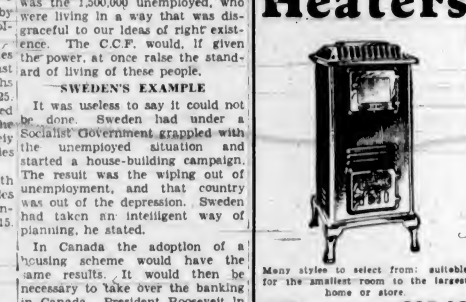 was the 1,500,000 unemployed, who
were living in a way that was dis-
graceful to our ideas of right exist-
ence. The C.C.F. would, if given
the power, at once raise the stand-
ard of living of these people.
SWEDEN'S EXAMPLE
It was useless to say it could not
be done. Sweden had under a
Socialist Government grappled with
the unemployed situation and
started a house-building campaign.
The result was the wiping out of
unemployment, and that country
was out of the depression. Sweden
had taken an intelligent way of
planning, he stated.
In Canada the adoption of a
housing scheme would have the
same results. It would then be
necessary to take over the banking
in Canada. President Roosevelt in
Heaters
Many styles to select from: suitable
for the smallest room to the largest
home or store.